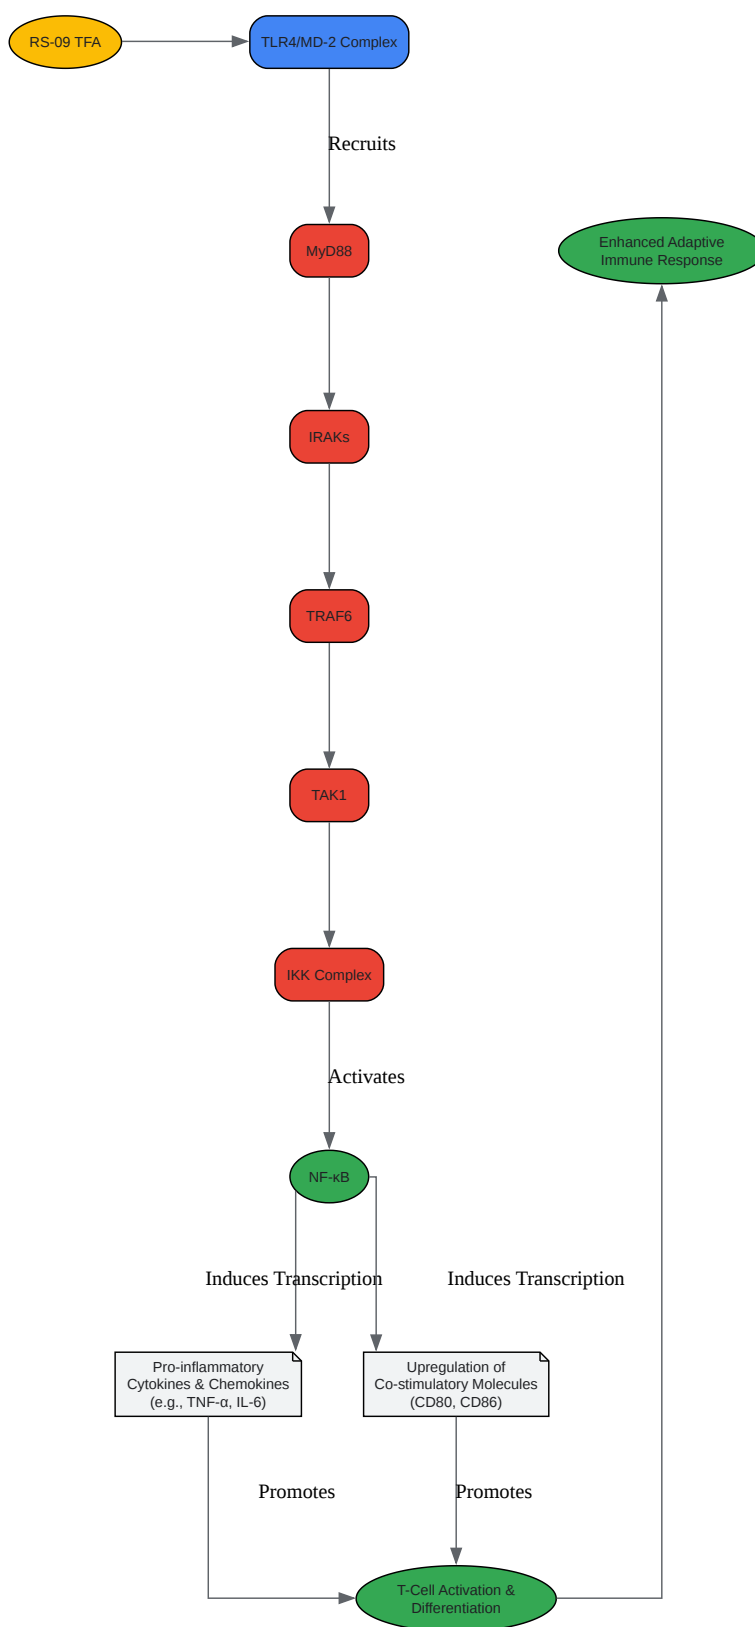 RS-09 TFA
TLR4/MD-2 Complex
Recruits
MyD88
Enhanced Adaptive
Immune Response
IRAKs
TRAF6
TAK1
IKK Complex
Activates
NF-κB
Induces Transcription
Induces Transcription
Pro-inflammatory
Cytokines & Chemokines
(e.g., TNF-α, IL-6)
Upregulation of
Co-stimulatory Molecules
(CD80, CD86)
Promotes
Promotes
T-Cell Activation &
Differentiation